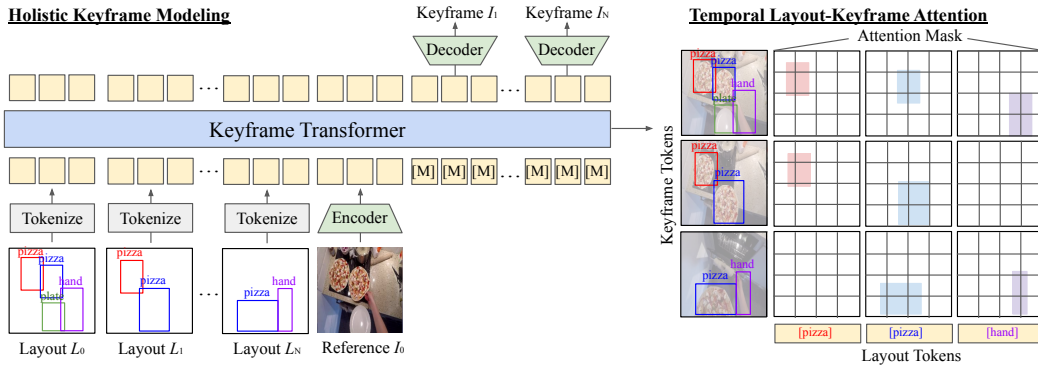 Holistic Keyframe Modeling
Keyframe I₁
Keyframe I_N
Decoder
Decoder
...
...
Keyframe Transformer
[M] [M] [M] ... [M] [M]
...
Tokenize
Tokenize
Tokenize
Encoder
pizza
pizza
hand
plate
pizza
pizza
...
hand
pizza
Layout L₀
Layout L₁
Layout L_N
Reference I₀
Temporal Layout-Keyframe Attention
Attention Mask
Keyframe Tokens
pizza
pizza
hand
plate
pizza
pizza
hand
pizza
[pizza]
[pizza]
[hand]
Layout Tokens